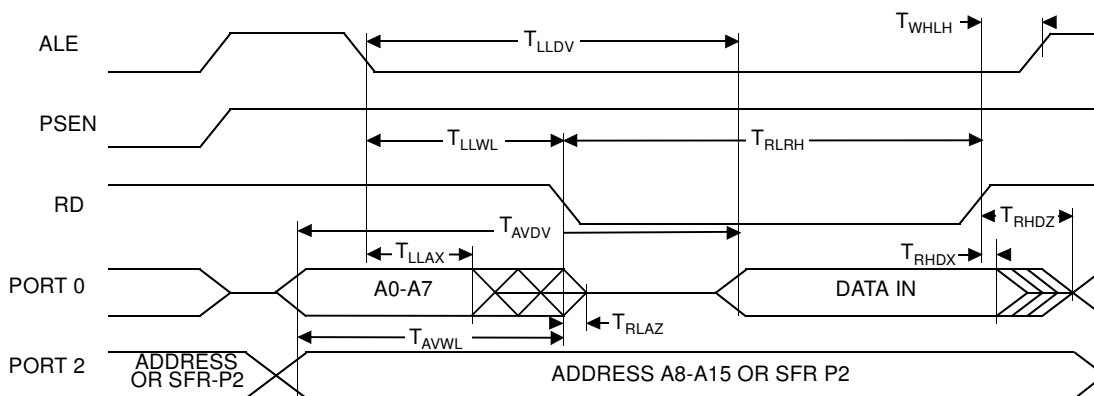 ALE
T_LLDV
T_WHLH
PSEN
T_LLWL
T_RLRH
RD
T_AVDV
T_RHDZ
T_LLAX
T_RHDX
PORT 0
A0-A7
DATA IN
T_RLAZ
T_AVWL
PORT 2
ADDRESS
OR SFR-P2
ADDRESS A8-A15 OR SFR P2